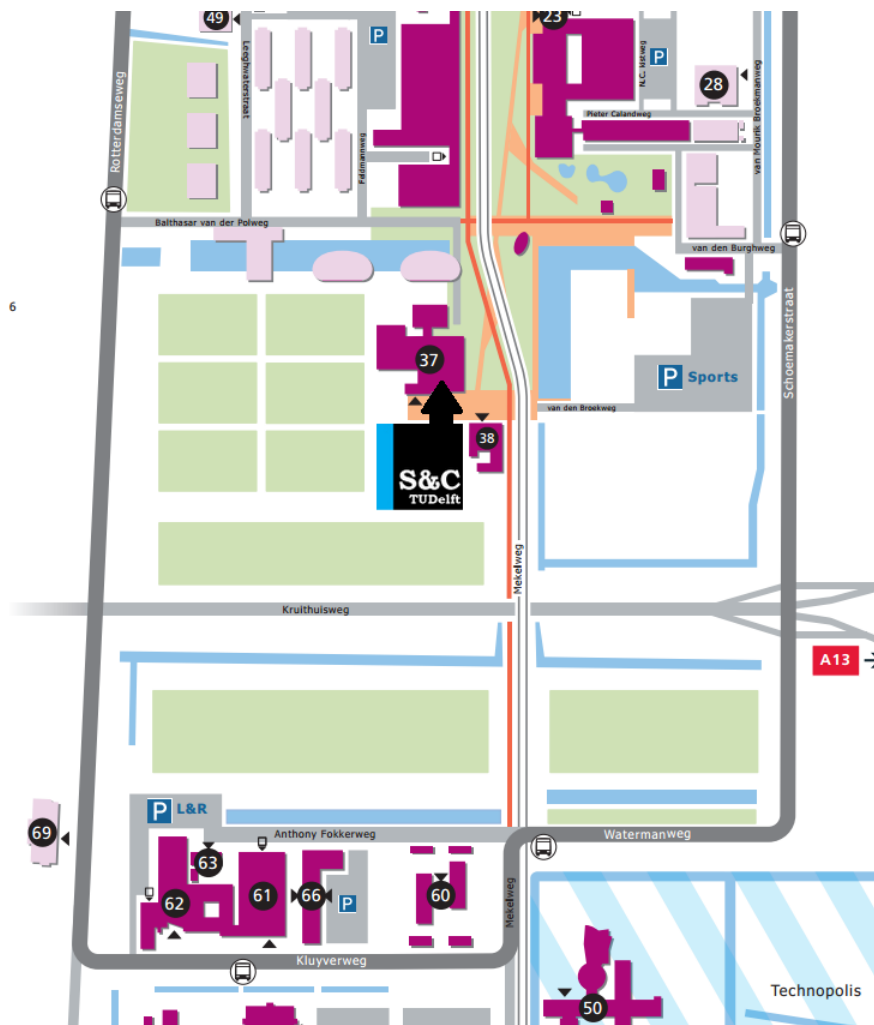 49
23
P
P
Leeghwaterstraat
N.C. kistweg
28
Rotterdamseweg
Pieter Calandweg
van Mourik Broekmanweg
Feldmannweg
Balthasar van der Polweg
van den Burghweg
6
Schoemakerstraat
37
P Sports
van den Broekweg
38
S&C
TUDelft
Mekelweg
Kruithuisweg
A13
P L&R
69
Anthony Fokkerweg
Watermanweg
63
62
61
66
P
60
Mekelweg
Kluyverweg
Technopolis
50